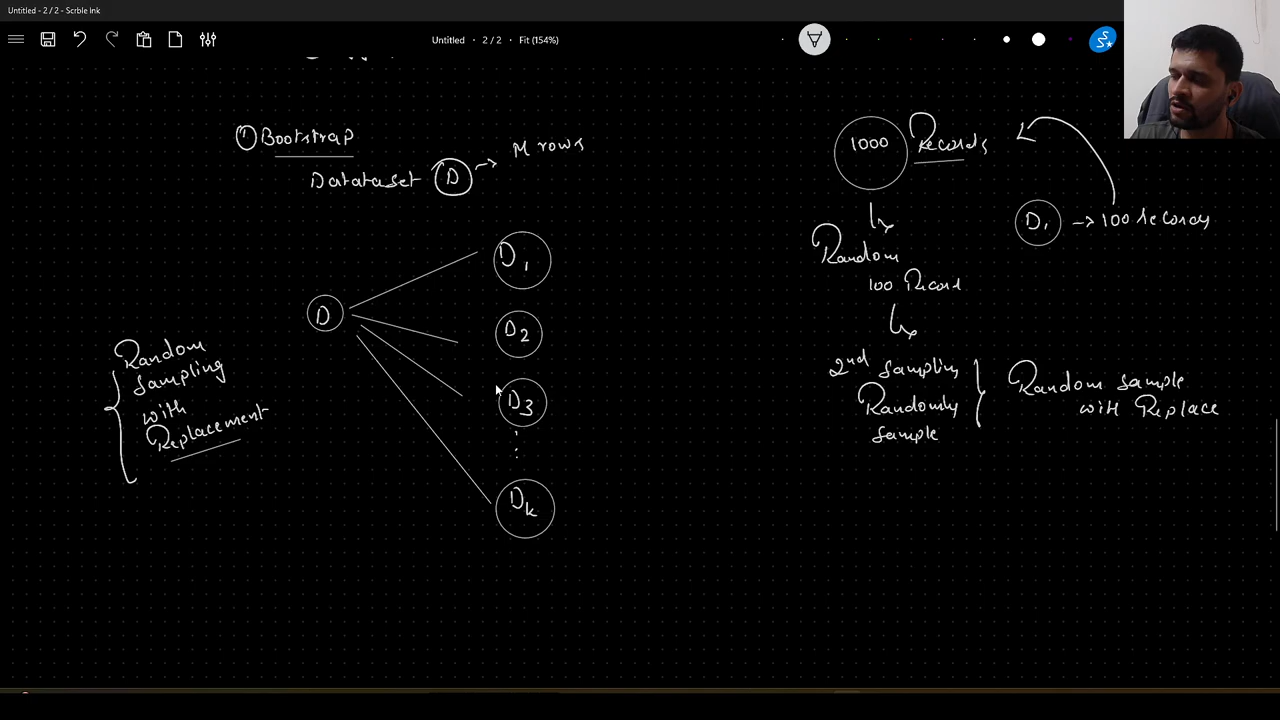 Untitled - 2 / 2 - Scrble Ink
Untitled • 2 / 2 • Fit (154%)
① Bootstrap
Datataset D → M rows
D
D1
D2
D3
Dk
Random
Sampling
with
Replacement
1000 Records
Random
100 Record
2nd Sampling
Randomly
Sample
D1 → 100 records
Random Sample
with Replace